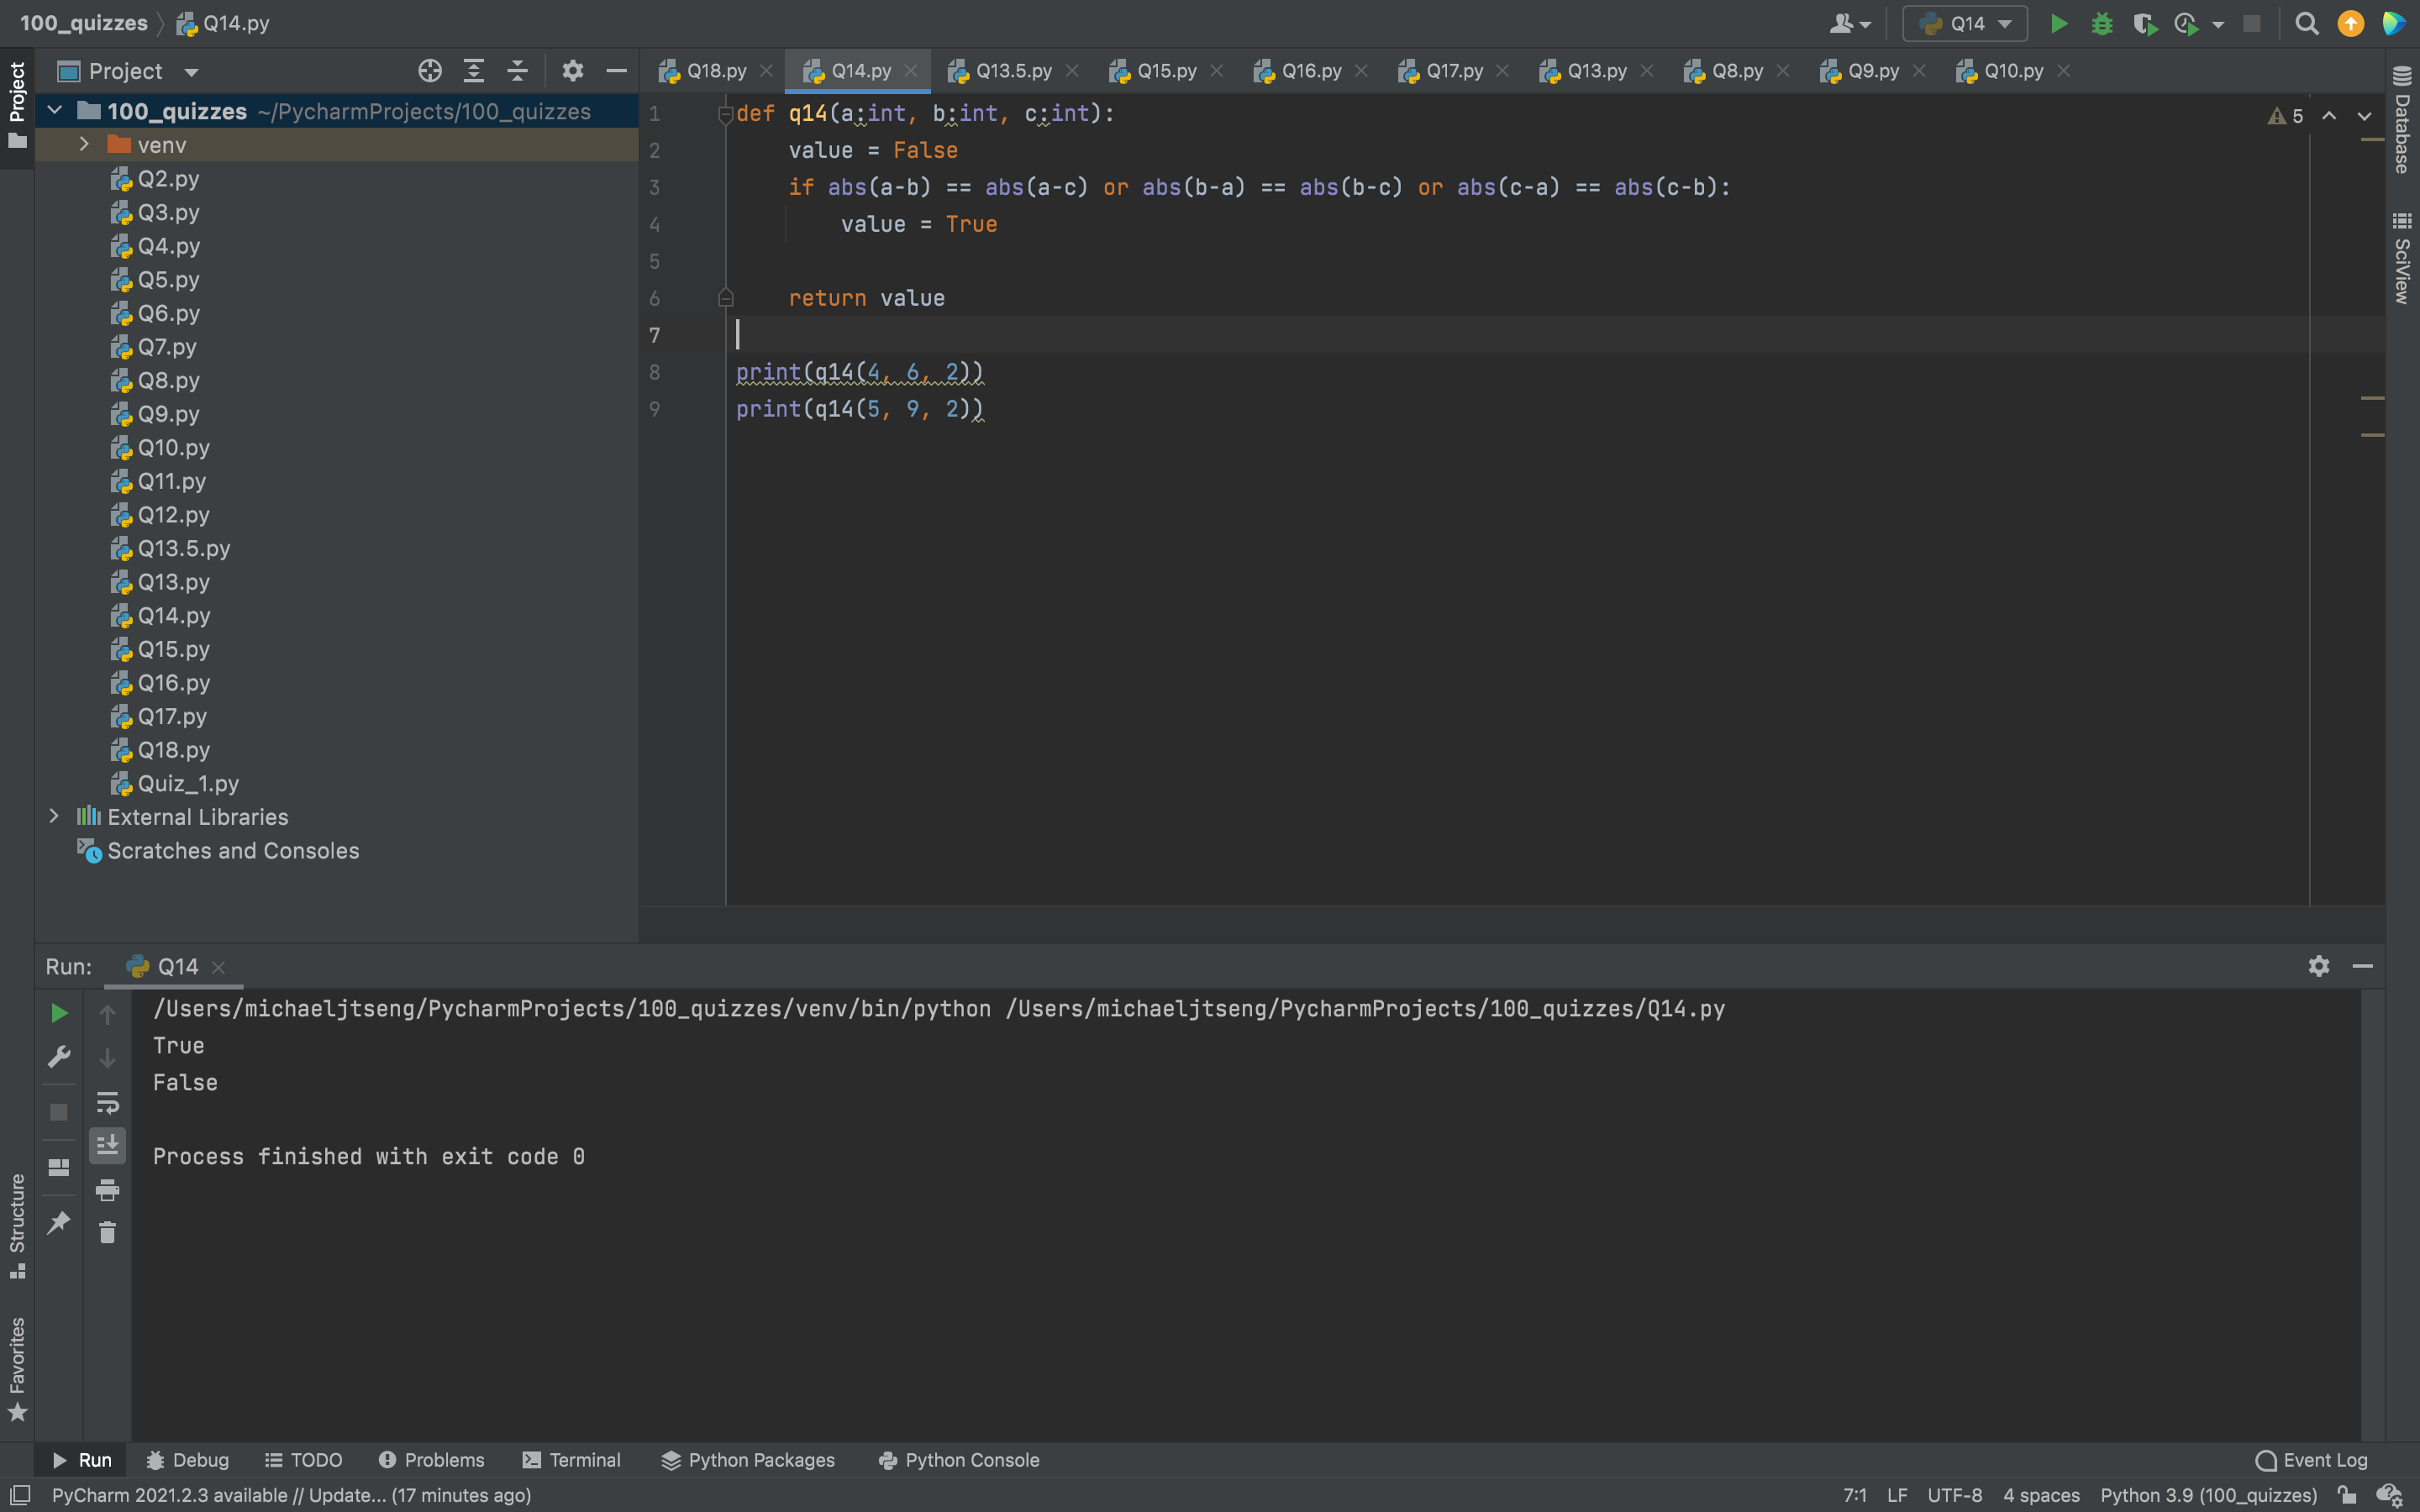 100_quizzes Q14.py
Q14
Project
Project
100_quizzes ~/PycharmProjects/100_quizzes
venv
Q2.py
Q3.py
Q4.py
Q5.py
Q6.py
Q7.py
Q8.py
Q9.py
Q10.py
Q11.py
Q12.py
Q13.5.py
Q13.py
Q14.py
Q15.py
Q16.py
Q17.py
Q18.py
Quiz_1.py
External Libraries
Scratches and Consoles
Q18.py Q14.py Q13.5.py Q15.py Q16.py Q17.py Q13.py Q8.py Q9.py Q10.py
1 def q14(a:int, b:int, c:int):
2     value = False
3     if abs(a-b) == abs(a-c) or abs(b-a) == abs(b-c) or abs(c-a) == abs(c-b):
4         value = True
5
6     return value
7
8 print(q14(4, 6, 2))
9 print(q14(5, 9, 2))
5
Database
SciView
Run: Q14
/Users/michaeljtseng/PycharmProjects/100_quizzes/venv/bin/python /Users/michaeljtseng/PycharmProjects/100_quizzes/Q14.py
True
False
Process finished with exit code 0
Structure
Favorites
Run Debug TODO Problems Terminal Python Packages Python Console Event Log
PyCharm 2021.2.3 available // Update... (17 minutes ago) 7:1 LF UTF-8 4 spaces Python 3.9 (100_quizzes)